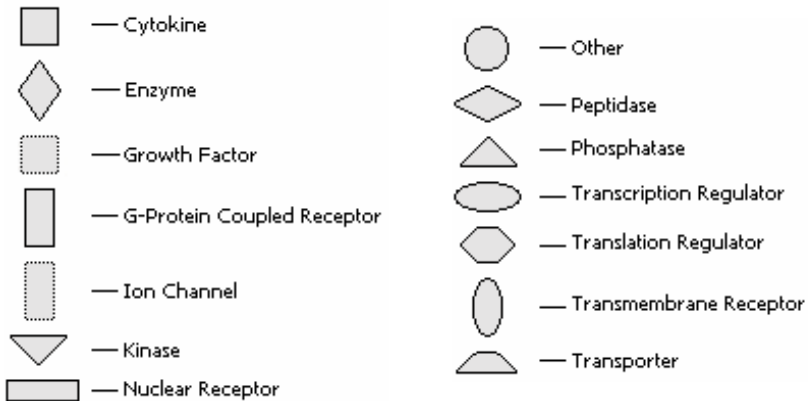 Cytokine
Enzyme
Growth Factor
G-Protein Coupled Receptor
Ion Channel
Kinase
Nuclear Receptor
Other
Peptidase
Phosphatase
Transcription Regulator
Translation Regulator
Transmembrane Receptor
Transporter